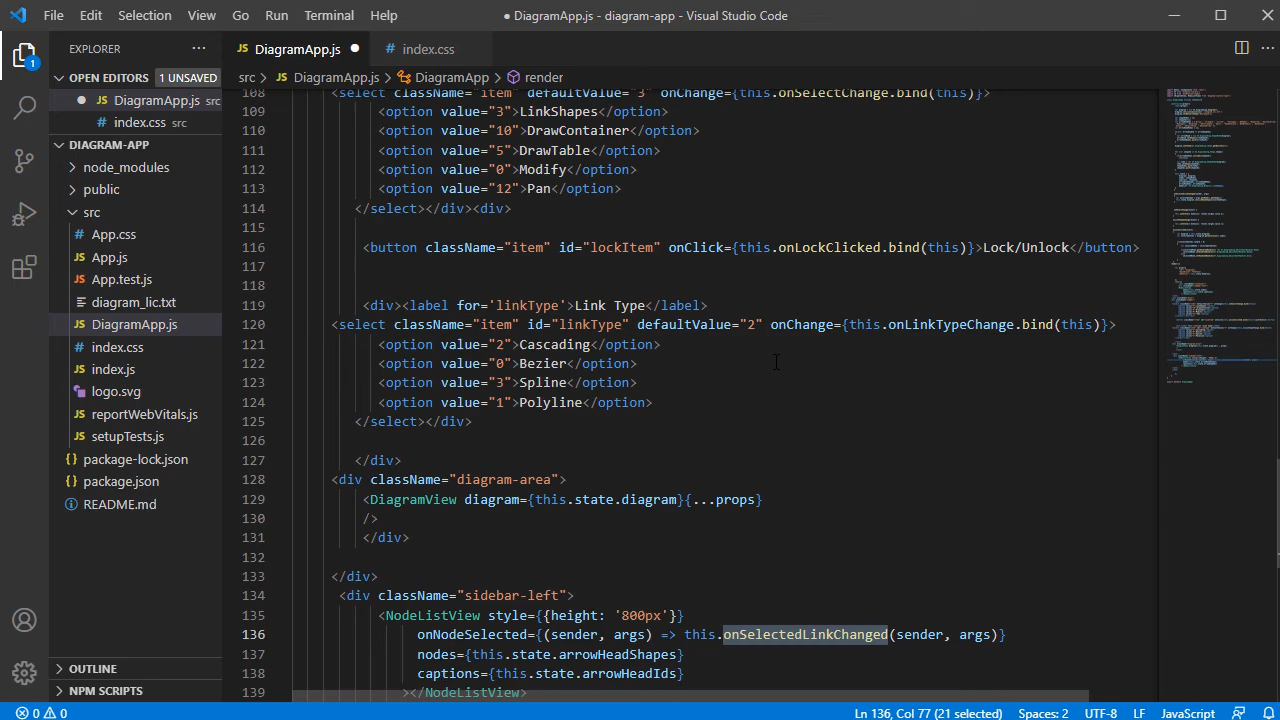 File Edit Selection View Go Run Terminal Help
● DiagramApp.js - diagram-app - Visual Studio Code
EXPLORER
DiagramApp.js
index.css
OPEN EDITORS 1 UNSAVED
src > DiagramApp.js > DiagramApp > render
DiagramApp.js src
index.css src
DIAGRAM-APP
node_modules
public
src
App.css
App.js
App.test.js
diagram_lic.txt
DiagramApp.js
index.css
index.js
logo.svg
reportWebVitals.js
setupTests.js
package-lock.json
package.json
README.md
OUTLINE
NPM SCRIPTS
1
108 <select className="item" defaultValue="3" onChange={this.onSelectChange.bind(this)}>
109 <option value="3">LinkShapes</option>
110 <option value="10">DrawContainer</option>
111 <option value="5">DrawTable</option>
112 <option value="0">Modify</option>
113 <option value="12">Pan</option>
114 </select></div><div>
115
116 <button className="item" id="lockItem" onClick={this.onLockClicked.bind(this)}>Lock/Unlock</button>
117
118
119 <div><label for='linkType'>Link Type</label>
120 <select className="item" id="linkType" defaultValue="2" onChange={this.onLinkTypeChange.bind(this)}>
121 <option value="2">Cascading</option>
122 <option value="0">Bezier</option>
123 <option value="3">Spline</option>
124 <option value="1">Polyline</option>
125 </select></div>
126
127 </div>
128 <div className="diagram-area">
129 <DiagramView diagram={this.state.diagram}{...props}
130 />
131 </div>
132
133 </div>
134 <div className="sidebar-left">
135 <NodeListView style={{height: '800px'}}
136 onNodeSelected={(sender, args) => this.onSelectedLinkChanged(sender, args)}
137 nodes={this.state.arrowHeadShapes}
138 captions={this.state.arrowHeadIds}
139 ></NodeListView>
0 0 Ln 136, Col 77 (21 selected) Spaces: 2 UTF-8 LF JavaScript